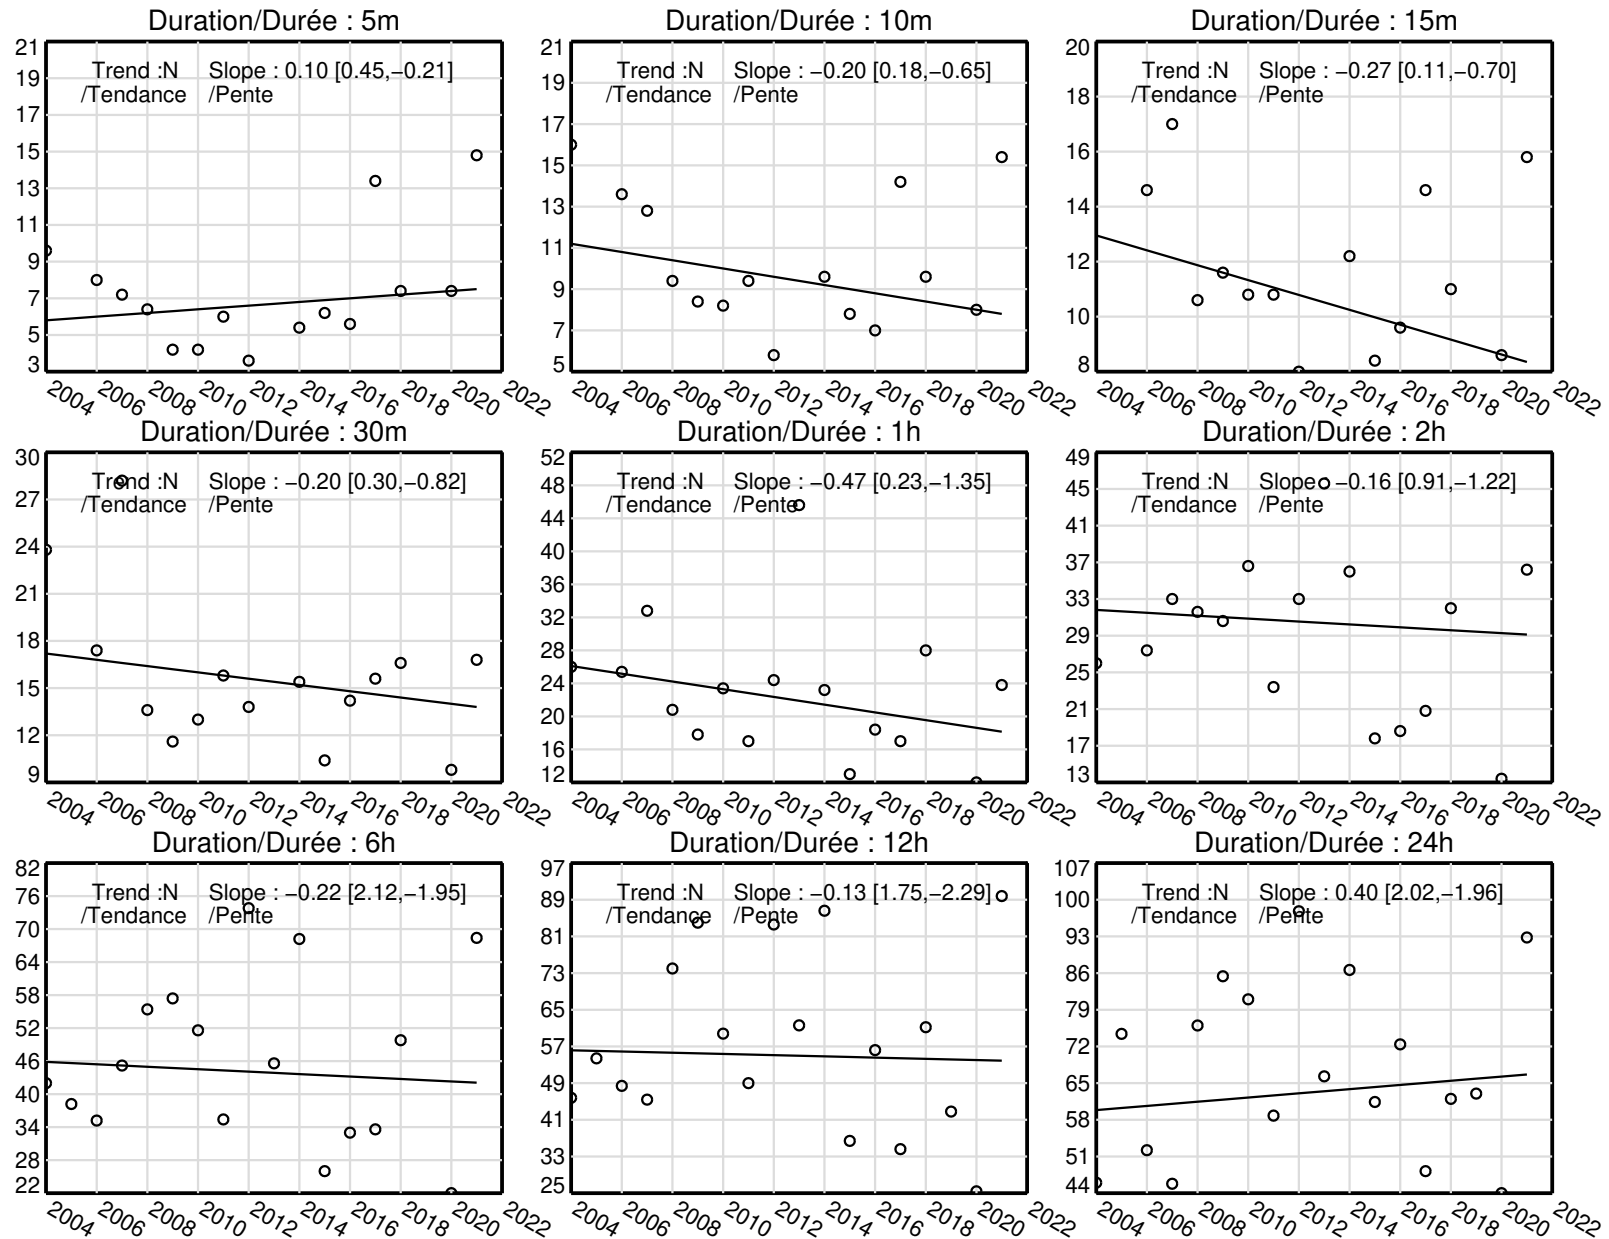 Duration/Durée : 5m
Trend :N Slope : 0.10 [0.45,−0.21]
/Tendance /Pente
21
19
17
15
13
11
9
7
5
3
2004 2006 2008 2010 2012 2014 2016 2018 2020 2022
Duration/Durée : 10m
Trend :N Slope : −0.20 [0.18,−0.65]
/Tendance /Pente
21
19
17
15
13
11
9
7
5
2004 2006 2008 2010 2012 2014 2016 2018 2020 2022
Duration/Durée : 15m
Trend :N Slope : −0.27 [0.11,−0.70]
/Tendance /Pente
20
18
16
14
12
10
8
2004 2006 2008 2010 2012 2014 2016 2018 2020 2022
Duration/Durée : 30m
Trend :N Slope : −0.20 [0.30,−0.82]
/Tendance /Pente
30
27
24
21
18
15
12
9
2004 2006 2008 2010 2012 2014 2016 2018 2020 2022
Duration/Durée : 1h
Trend :N Slope : −0.47 [0.23,−1.35]
/Tendance /Pente
52
48
44
40
36
32
28
24
20
16
12
2004 2006 2008 2010 2012 2014 2016 2018 2020 2022
Duration/Durée : 2h
Trend :N Slope : −0.16 [0.91,−1.22]
/Tendance /Pente
49
45
41
37
33
29
25
21
17
13
2004 2006 2008 2010 2012 2014 2016 2018 2020 2022
Duration/Durée : 6h
Trend :N Slope : −0.22 [2.12,−1.95]
/Tendance /Pente
82
76
70
64
58
52
46
40
34
28
22
2004 2006 2008 2010 2012 2014 2016 2018 2020 2022
Duration/Durée : 12h
Trend :N Slope : −0.13 [1.75,−2.29]
/Tendance /Pente
97
89
81
73
65
57
49
41
33
25
2004 2006 2008 2010 2012 2014 2016 2018 2020 2022
Duration/Durée : 24h
Trend :N Slope : 0.40 [2.02,−1.96]
/Tendance /Pente
107
100
93
86
79
72
65
58
51
44
2004 2006 2008 2010 2012 2014 2016 2018 2020 2022